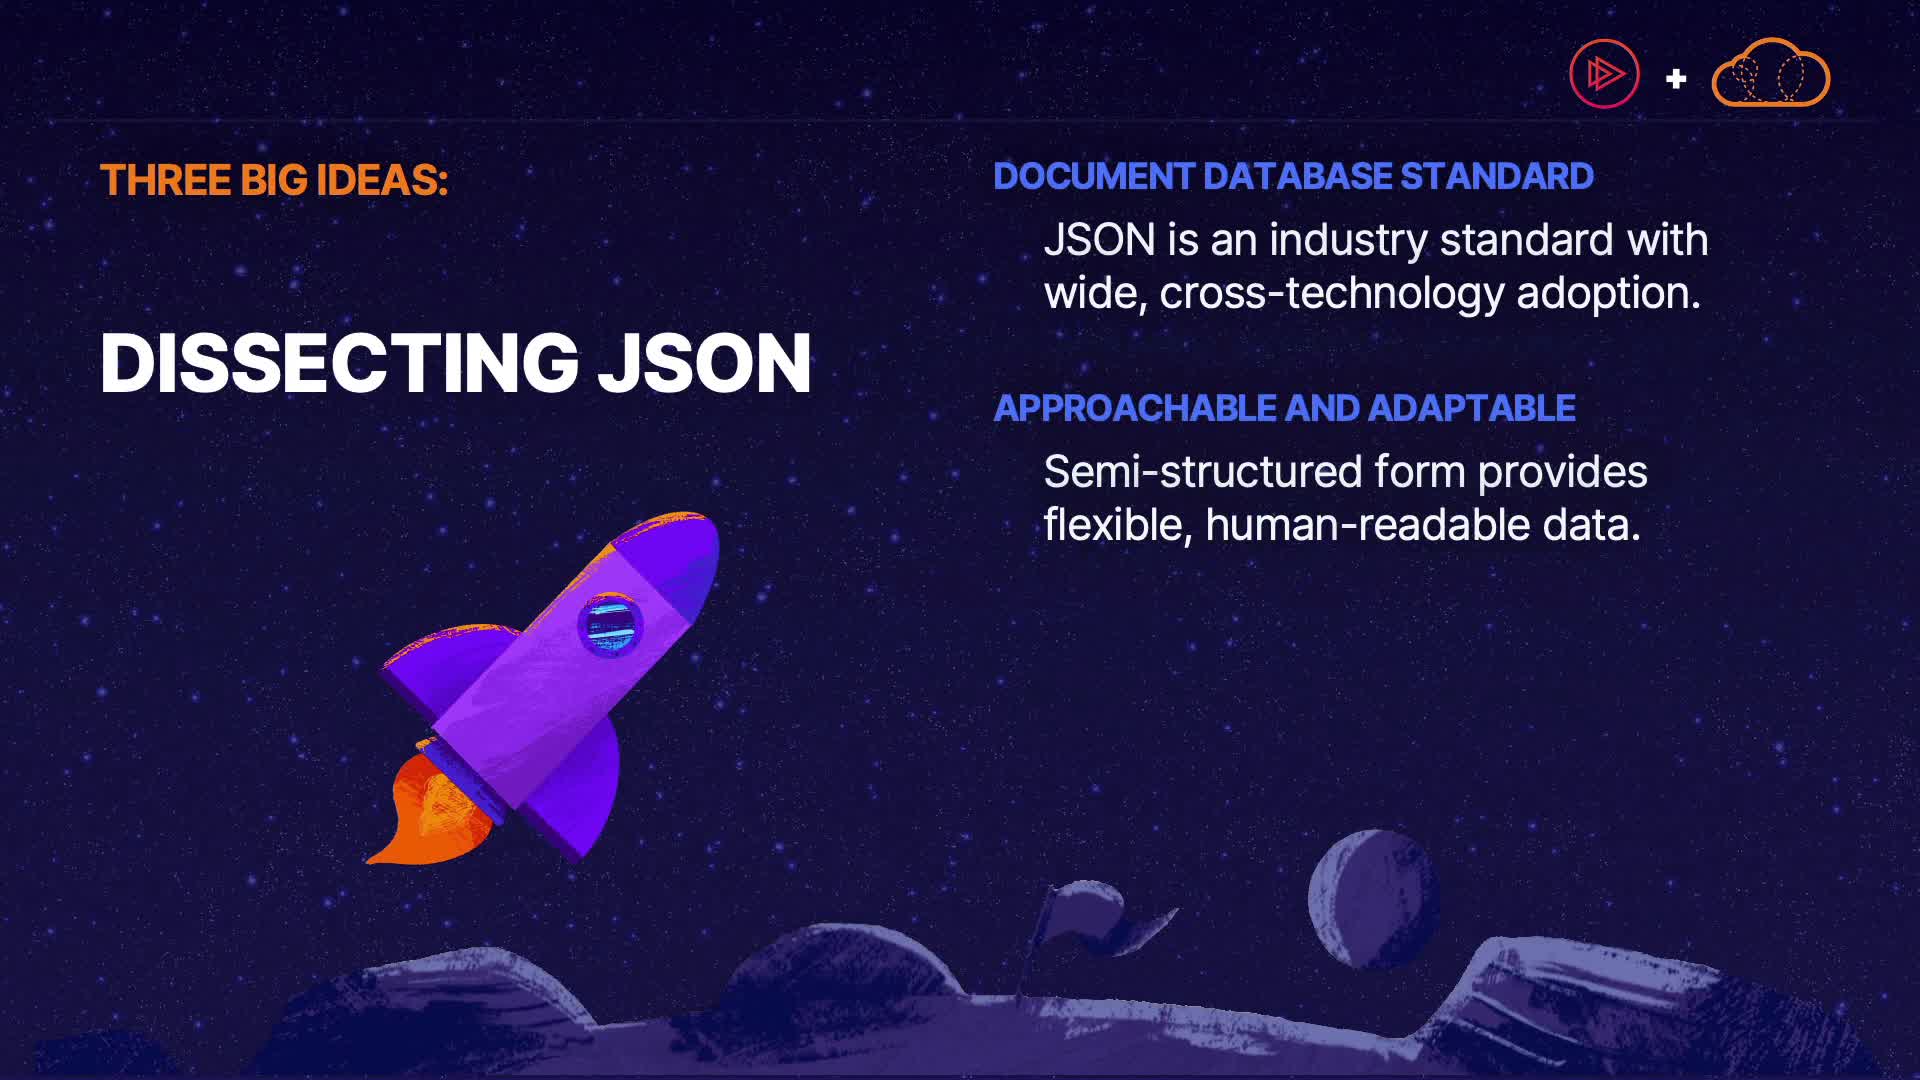 THREE BIG IDEAS:
DISSECTING JSON
DOCUMENT DATABASE STANDARD
JSON is an industry standard with
wide, cross-technology adoption.
APPROACHABLE AND ADAPTABLE
Semi-structured form provides
flexible, human-readable data.